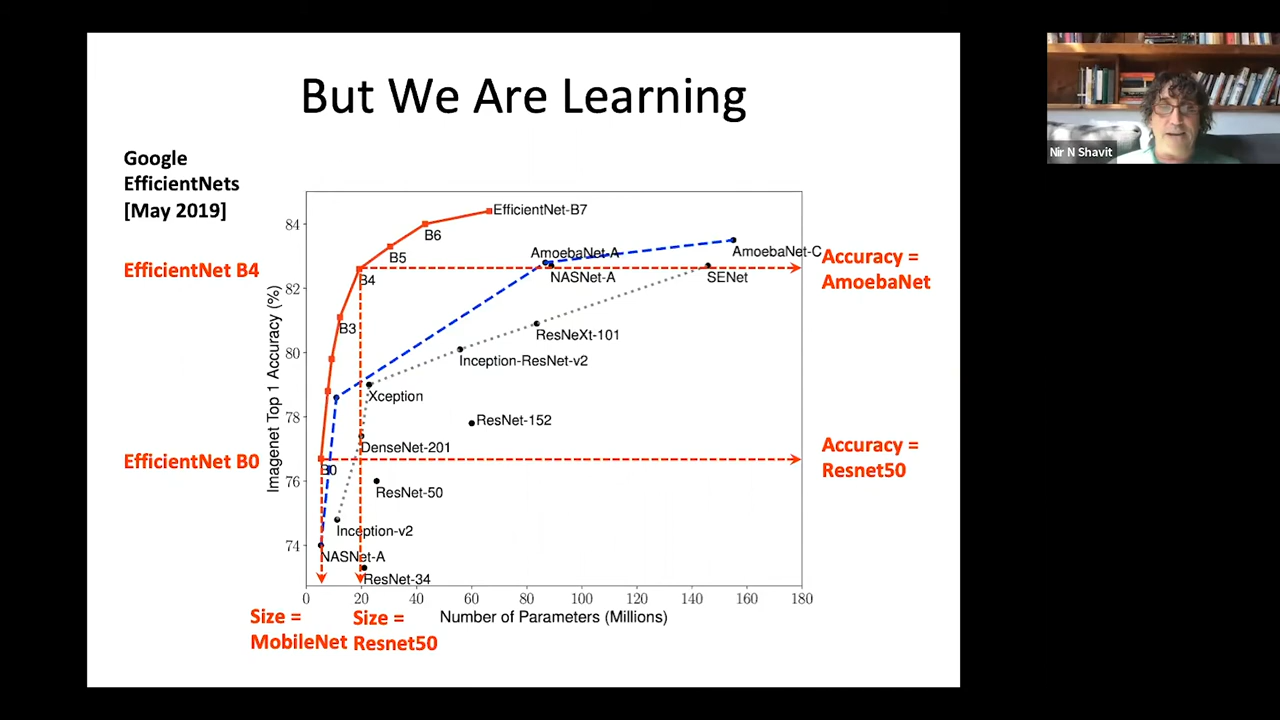 But We Are Learning
Nir N Shavit
Google
EfficientNets
[May 2019]
EfficientNet B4
EfficientNet B0
Imagenet Top 1 Accuracy (%)
84
82
80
78
76
74
EfficientNet-B7
B6
B5
B4
B3
B0
AmoebaNet-A
AmoebaNet-C
NASNet-A
SENet
ResNeXt-101
Inception-ResNet-v2
Xception
ResNet-152
DenseNet-201
ResNet-50
Inception-v2
NASNet-A
ResNet-34
Accuracy =
AmoebaNet
Accuracy =
Resnet50
0 20 40 60 80 100 120 140 160 180
Number of Parameters (Millions)
Size =
MobileNet
Size =
Resnet50